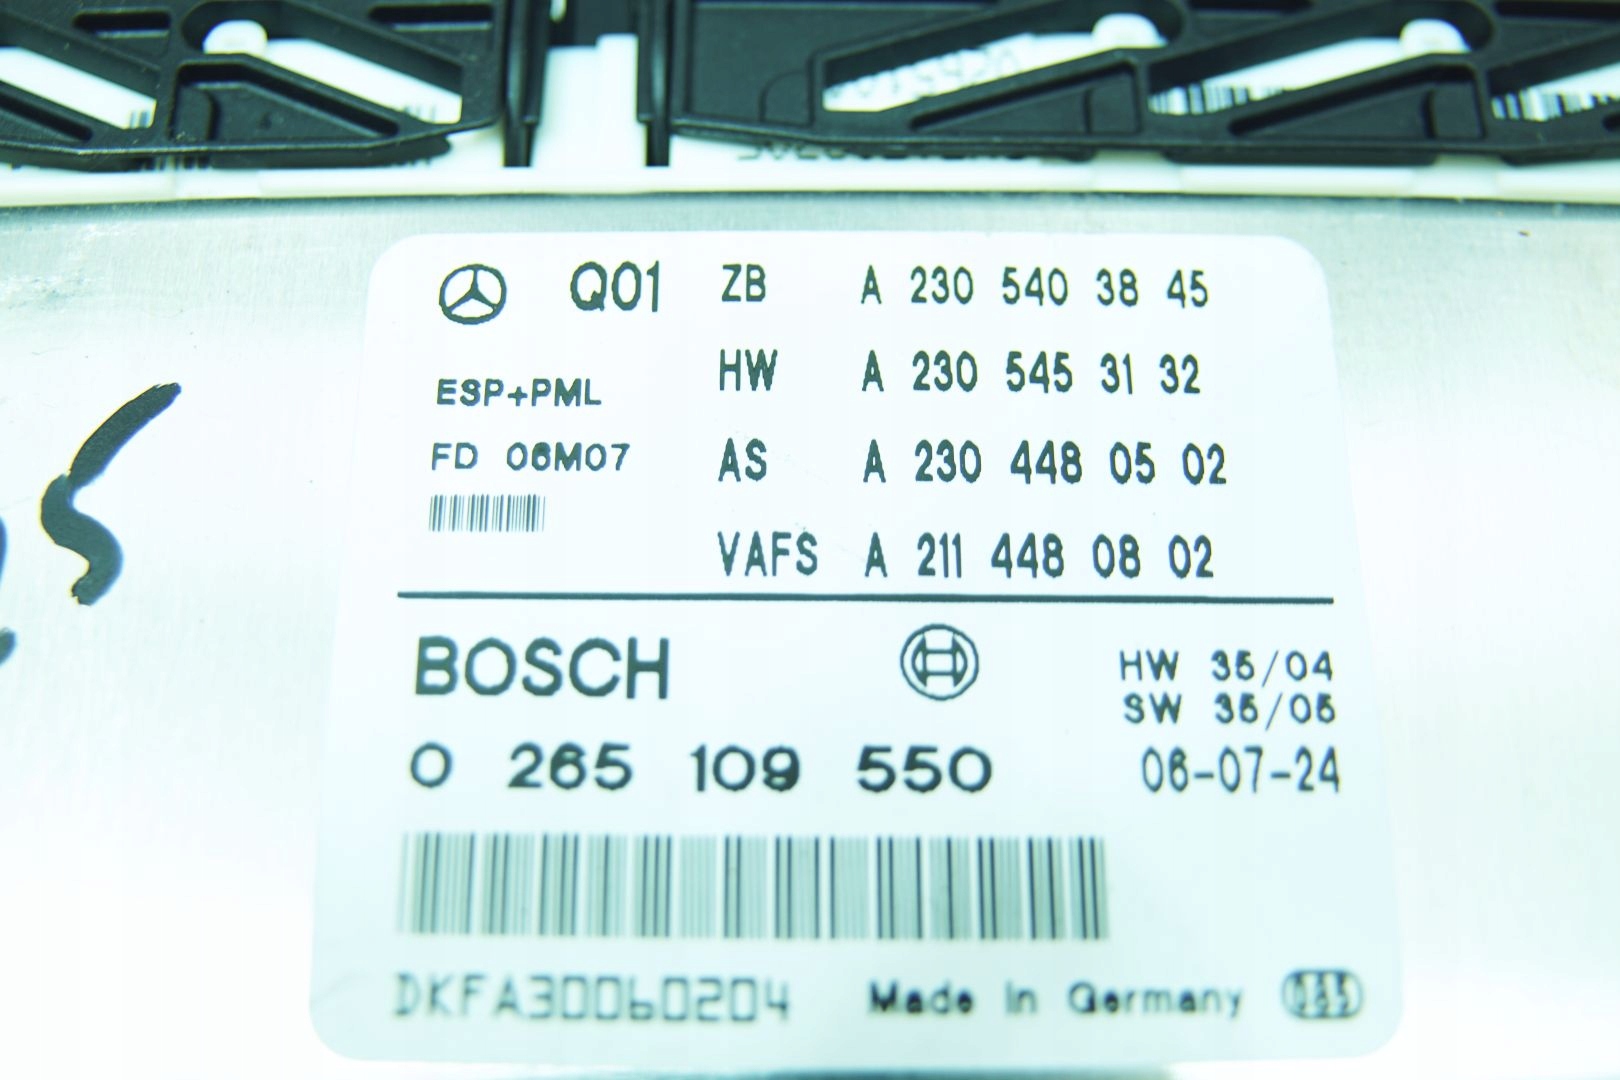 Q01 ZB A 230 540 38 45
HW A 230 545 31 32
ESP+PML
FD 06M07 AS A 230 448 05 02
VAFS A 211 448 08 02
BOSCH
HW 35/04
SW 35/05
0 265 109 550 06-07-24
DKFA30060204 Made in Germany